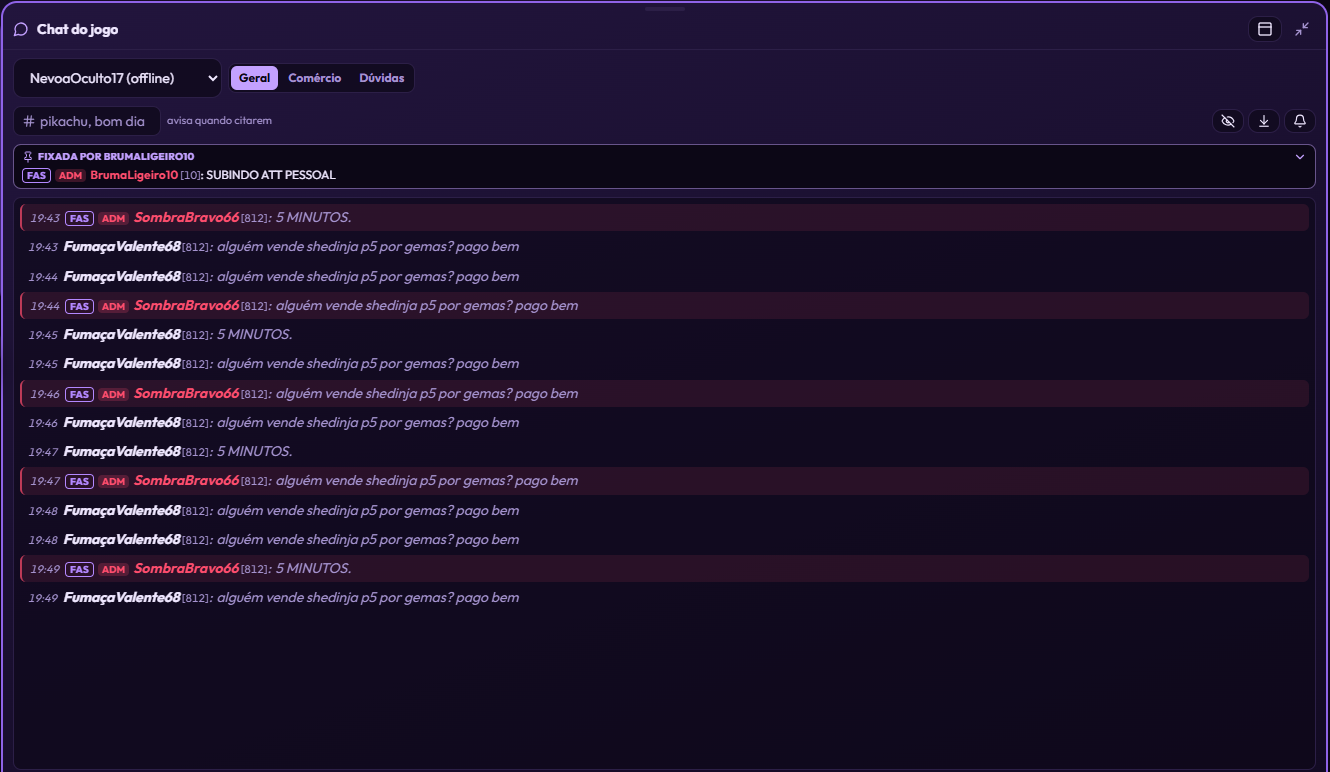 Chat do jogo
NevoaOculto17 (offline) Geral Comércio Dúvidas
# pikachu, bom dia avisa quando citarem
FIXADA POR BRUMALIGEIRO10
FAS ADM BrumaLigeiro10 [10]: SUBINDO ATT PESSOAL
19:43 FAS ADM SombraBravo66 [812]: 5 MINUTOS.
19:43 FumaçaValente68 [812]: alguém vende shedinja p5 por gemas? pago bem
19:44 FumaçaValente68 [812]: alguém vende shedinja p5 por gemas? pago bem
19:44 FAS ADM SombraBravo66 [812]: alguém vende shedinja p5 por gemas? pago bem
19:45 FumaçaValente68 [812]: 5 MINUTOS.
19:45 FumaçaValente68 [812]: alguém vende shedinja p5 por gemas? pago bem
19:46 FAS ADM SombraBravo66 [812]: alguém vende shedinja p5 por gemas? pago bem
19:46 FumaçaValente68 [812]: alguém vende shedinja p5 por gemas? pago bem
19:47 FumaçaValente68 [812]: 5 MINUTOS.
19:47 FAS ADM SombraBravo66 [812]: alguém vende shedinja p5 por gemas? pago bem
19:48 FumaçaValente68 [812]: alguém vende shedinja p5 por gemas? pago bem
19:48 FumaçaValente68 [812]: alguém vende shedinja p5 por gemas? pago bem
19:49 FAS ADM SombraBravo66 [812]: 5 MINUTOS.
19:49 FumaçaValente68 [812]: alguém vende shedinja p5 por gemas? pago bem